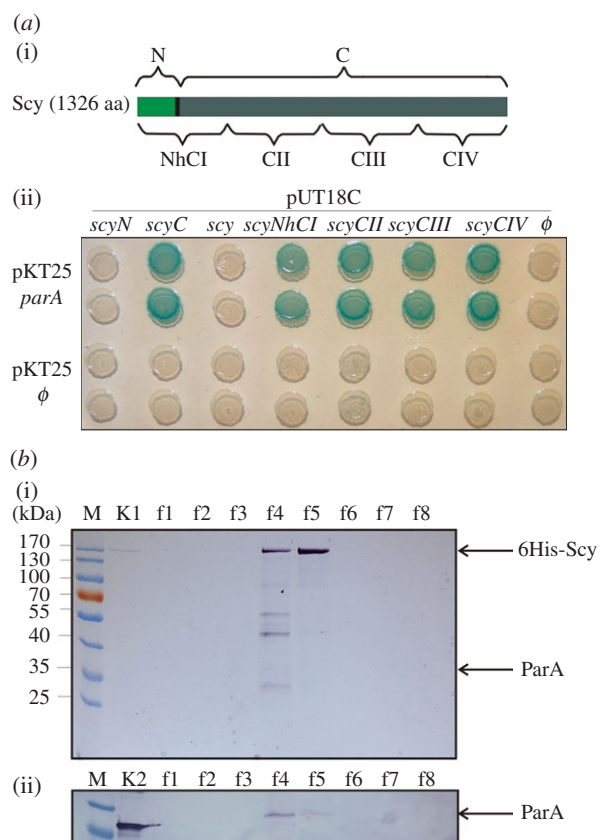 (a)
(i)
N C
Scy (1326 aa)
NhCI CII CIII CIV
(ii)
pUT18C
scyN scyC scy scyNhCI scyCII scyCIII scyCIV ϕ
pKT25
parA
pKT25
ϕ
(b)
(i)
(kDa) M K1 f1 f2 f3 f4 f5 f6 f7 f8
170
130
100
70
55
40
35
25
6His-Scy
ParA
(ii)
M K2 f1 f2 f3 f4 f5 f6 f7 f8
ParA